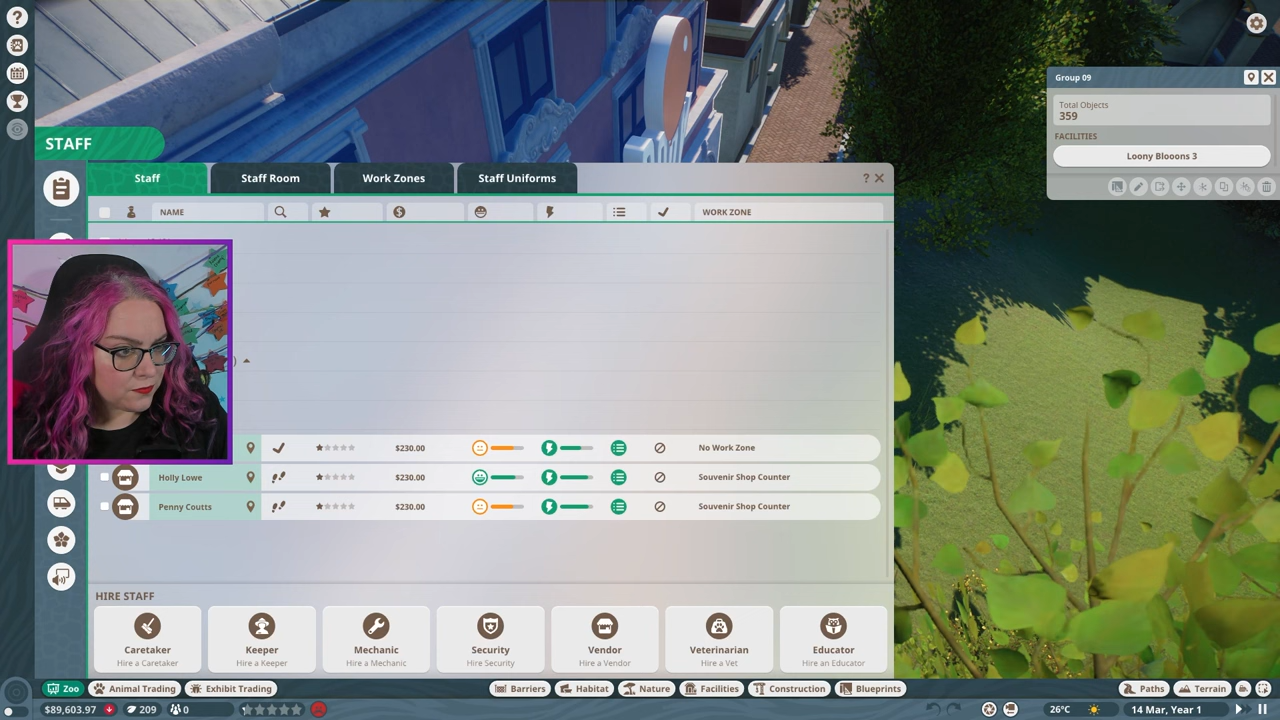 Group 09
Total Objects
359
FACILITIES
Loony Blooons 3
STAFF
Staff
Staff Room
Work Zones
Staff Uniforms
?
NAME
WORK ZONE
$230.00
No Work Zone
Holly Lowe
$230.00
Souvenir Shop Counter
Penny Coutts
$230.00
Souvenir Shop Counter
HIRE STAFF
Caretaker
Hire a Caretaker
Keeper
Hire a Keeper
Mechanic
Hire a Mechanic
Security
Hire Security
Vendor
Hire a Vendor
Veterinarian
Hire a Vet
Educator
Hire an Educator
Zoo
Animal Trading
Exhibit Trading
Barriers
Habitat
Nature
Facilities
Construction
Blueprints
Paths
Terrain
$89,603.97
209
0
26°C
14 Mar, Year 1